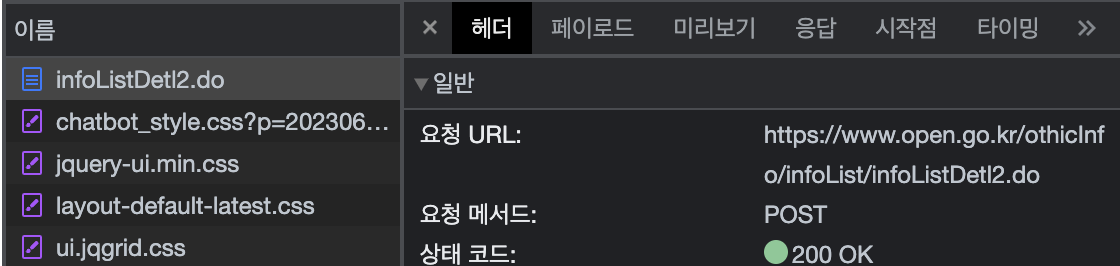 이름
infoListDetl2.do
chatbot_style.css?p=202306…
jquery-ui.min.css
layout-default-latest.css
ui.jqgrid.css
× 헤더 페이로드 미리보기 응답 시작점 타이밍 »
▼일반
요청 URL: https://www.open.go.kr/othicInf
o/infoList/infoListDetl2.do
요청 메서드: POST
상태 코드: 200 OK